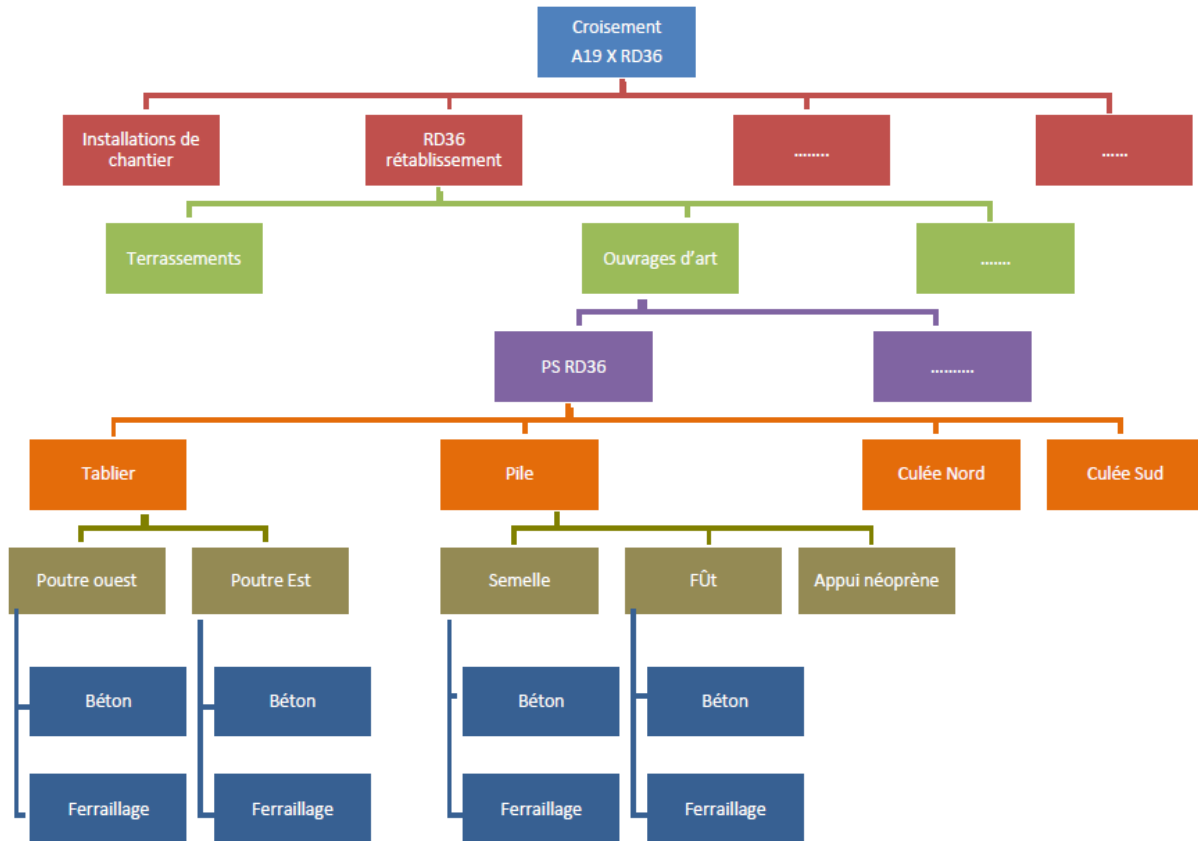 Croisement
A19 X RD36
Installations de
chantier
RD36
rétablissement
........
......
Terrassements
Ouvrages d’art
.......
PS RD36
..........
Tablier
Pile
Culée Nord
Culée Sud
Poutre ouest
Poutre Est
Semelle
FÛt
Appui néoprène
Béton
Béton
Béton
Béton
Ferraillage
Ferraillage
Ferraillage
Ferraillage